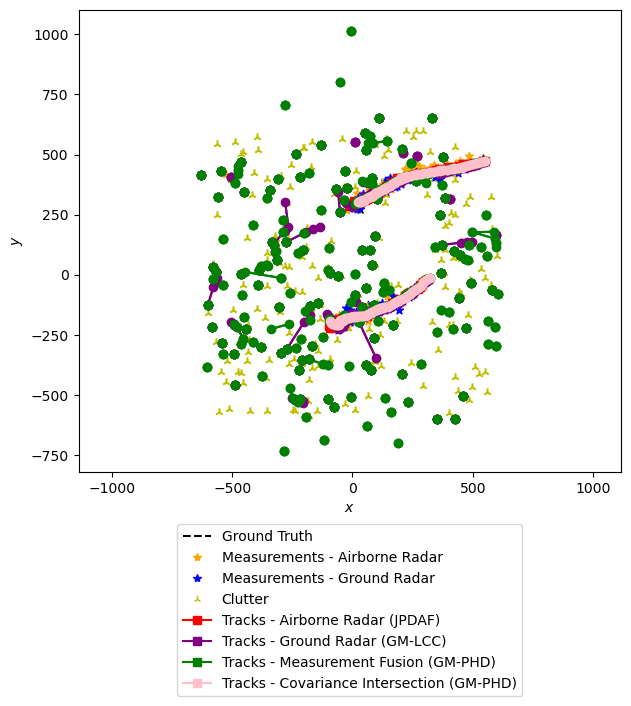 1000
750
500
250
0
−250
−500
−750
y
−1000
−500
0
500
1000
x
Ground Truth
Measurements - Airborne Radar
Measurements - Ground Radar
Clutter
Tracks - Airborne Radar (JPDAF)
Tracks - Ground Radar (GM-LCC)
Tracks - Measurement Fusion (GM-PHD)
Tracks - Covariance Intersection (GM-PHD)